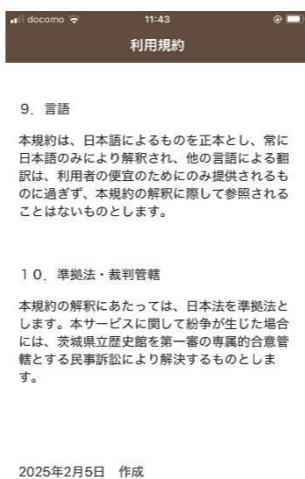 docomo 11:43
利用規約
9．言語
本規約は、日本語によるものを正本とし、常に
日本語のみにより解釈され、他の言語による翻
訳は、利用者の便宜のためにのみ提供されるも
のに過ぎず、本規約の解釈に際して参照される
ことはないものとします。
１０．準拠法・裁判管轄
本規約の解釈にあたっては、日本法を準拠法と
します。本サービスに関して紛争が生じた場合
には、茨城県立歴史館を第一審の専属的合意管
轄とする民事訴訟により解決するものとしま
す。
2025年2月5日　作成